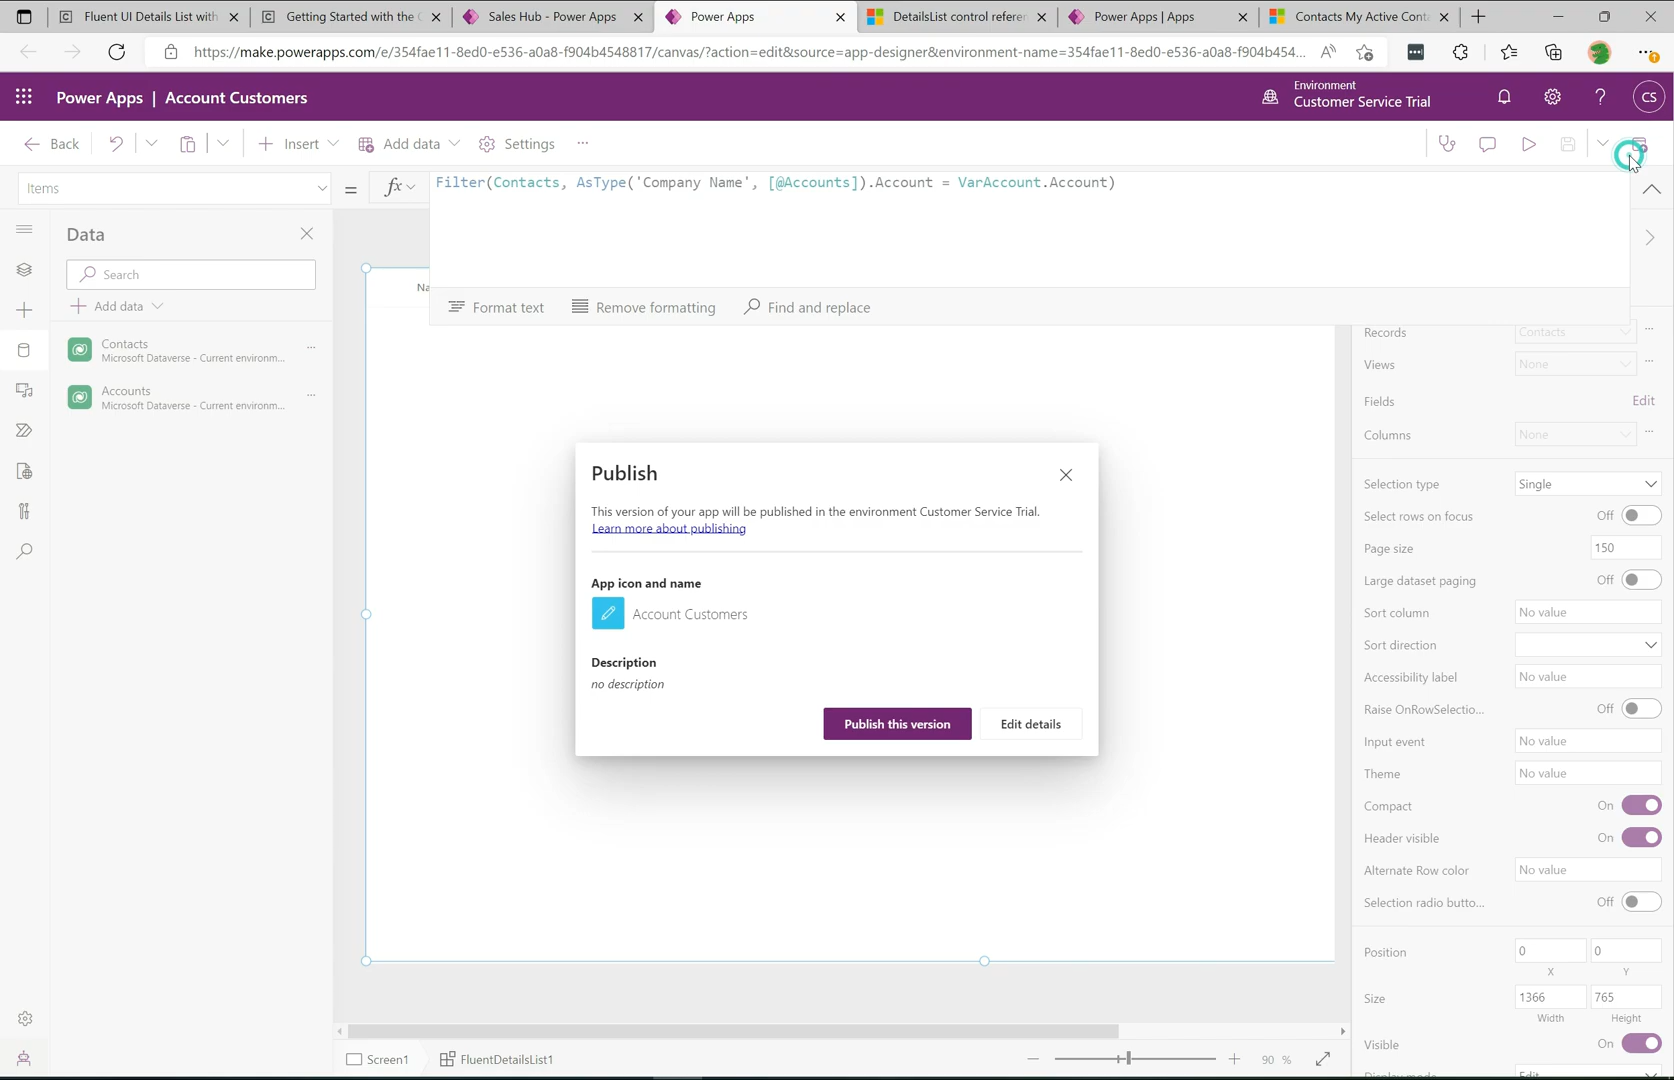 Fluent UI Details List with
Getting Started with the
Sales Hub - Power Apps
Power Apps
DetailsList control referen
Power Apps | Apps
Contacts My Active Cont
https://make.powerapps.com/e/354fae11-8ed0-e536-a0a8-f904b4548817/canvas/?action=edit&source=app-designer&environment-name=354fae11-8ed0-e536-a0a8-f904b454...
Power Apps | Account Customers
Environment
Customer Service Trial
CS
Back
Insert
Add data
Settings
...
Items
=
fx
Filter(Contacts, AsType('Company Name', [@Accounts]).Account = VarAccount.Account)
Format text
Remove formatting
Find and replace
Data
Search
Add data
Contacts
Microsoft Dataverse - Current environm...
...
Accounts
Microsoft Dataverse - Current environm...
...
Na
Publish
This version of your app will be published in the environment Customer Service Trial.
Learn more about publishing
App icon and name
Account Customers
Description
no description
Publish this version
Edit details
Records
Contacts
...
Views
None
...
Fields
Edit
Columns
None
...
Selection type
Single
Select rows on focus
Off
Page size
150
Large dataset paging
Off
Sort column
No value
Sort direction
Accessibility label
No value
Raise OnRowSelectio...
Off
Input event
No value
Theme
No value
Compact
On
Header visible
On
Alternate Row color
No value
Selection radio butto...
Off
Position
0
0
X
Y
Size
1366
765
Width
Height
Visible
On
Display mode
Edit
Screen1
FluentDetailsList1
90 %